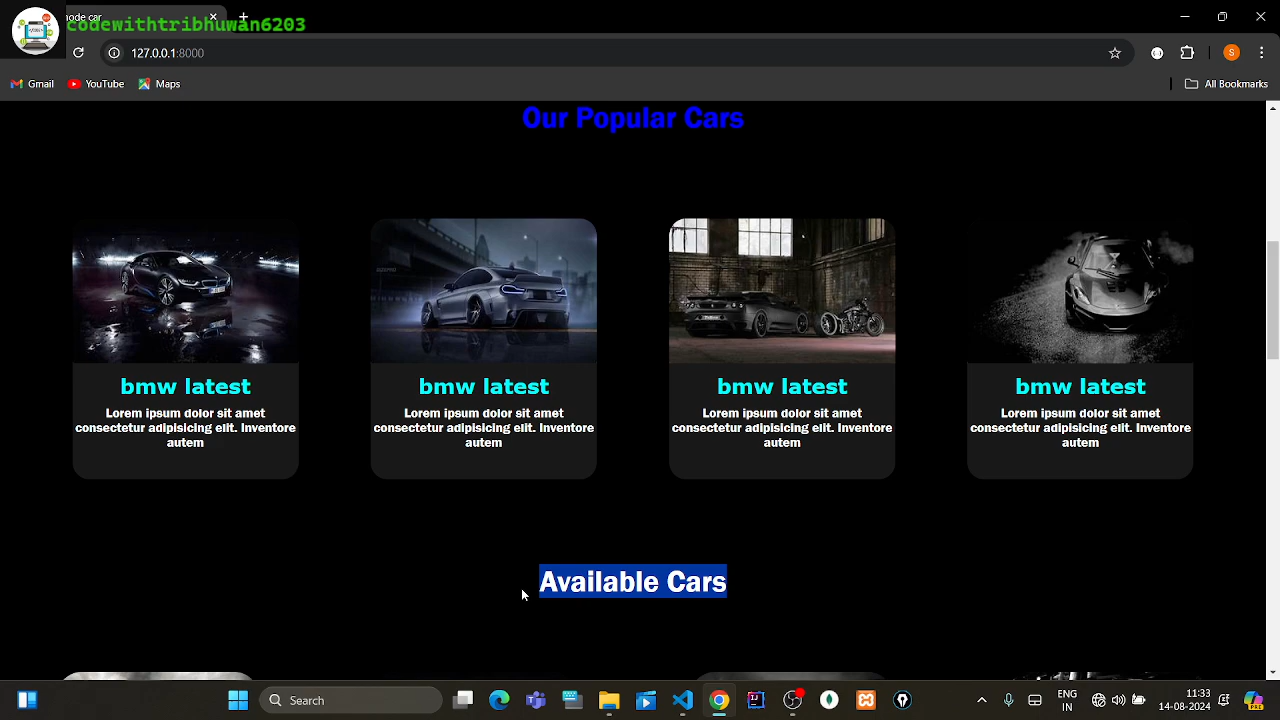 node car
codewithtribhuwan6203
127.0.0.1:8000
Gmail
YouTube
Maps
All Bookmarks
Our Popular Cars
bmw latest
Lorem ipsum dolor sit amet
consectetur adipisicing elit. Inventore
autem
bmw latest
Lorem ipsum dolor sit amet
consectetur adipisicing elit. Inventore
autem
bmw latest
Lorem ipsum dolor sit amet
consectetur adipisicing elit. Inventore
autem
bmw latest
Lorem ipsum dolor sit amet
consectetur adipisicing elit. Inventore
autem
Available Cars
Search
ENG
IN
11:33
14-08-2024